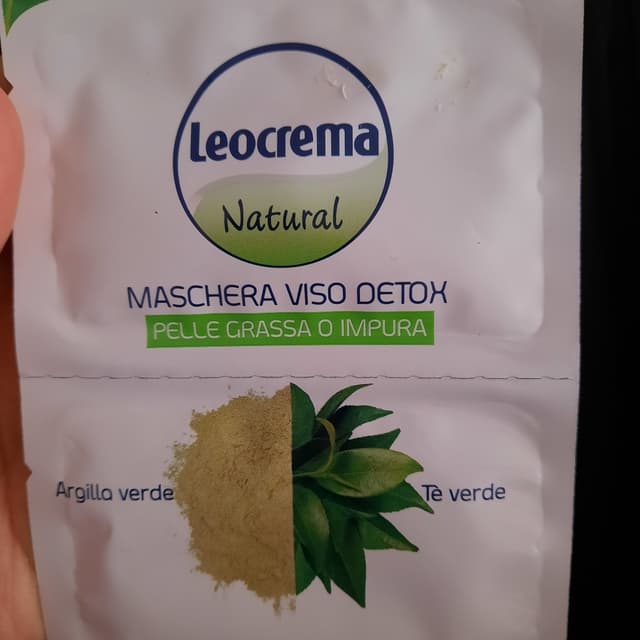 Leocrema
Natural
MASCHERA VISO DETOX
PELLE GRASSA O IMPURA
Argilla verde
Tè verde